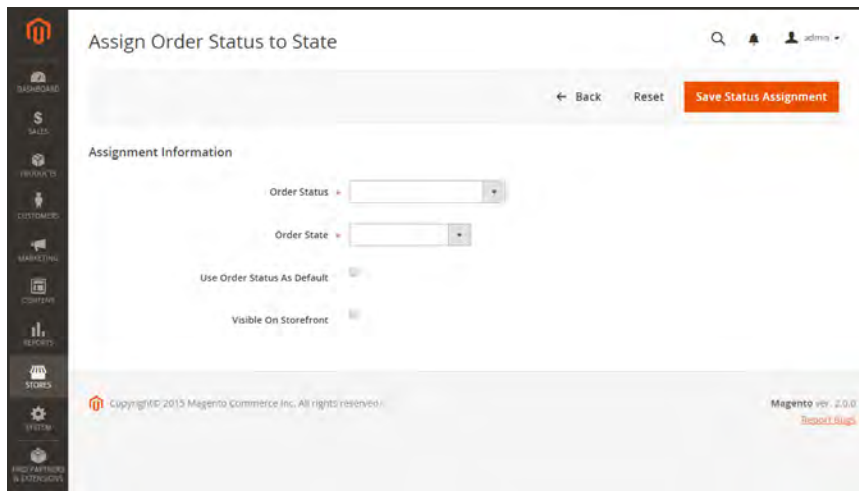 Assign Order Status to State
admin
← Back
Reset
Save Status Assignment
DASHBOARD
SALES
PRODUCTS
CUSTOMERS
MARKETING
CONTENT
REPORTS
STORES
SYSTEM
FIND PARTNERS
& EXTENSIONS
Assignment Information
Order Status *
Order State *
Use Order Status As Default
Visible On Storefront
Copyright© 2015 Magento Commerce Inc. All rights reserved.
Magento ver. 2.0.0
Report Bugs